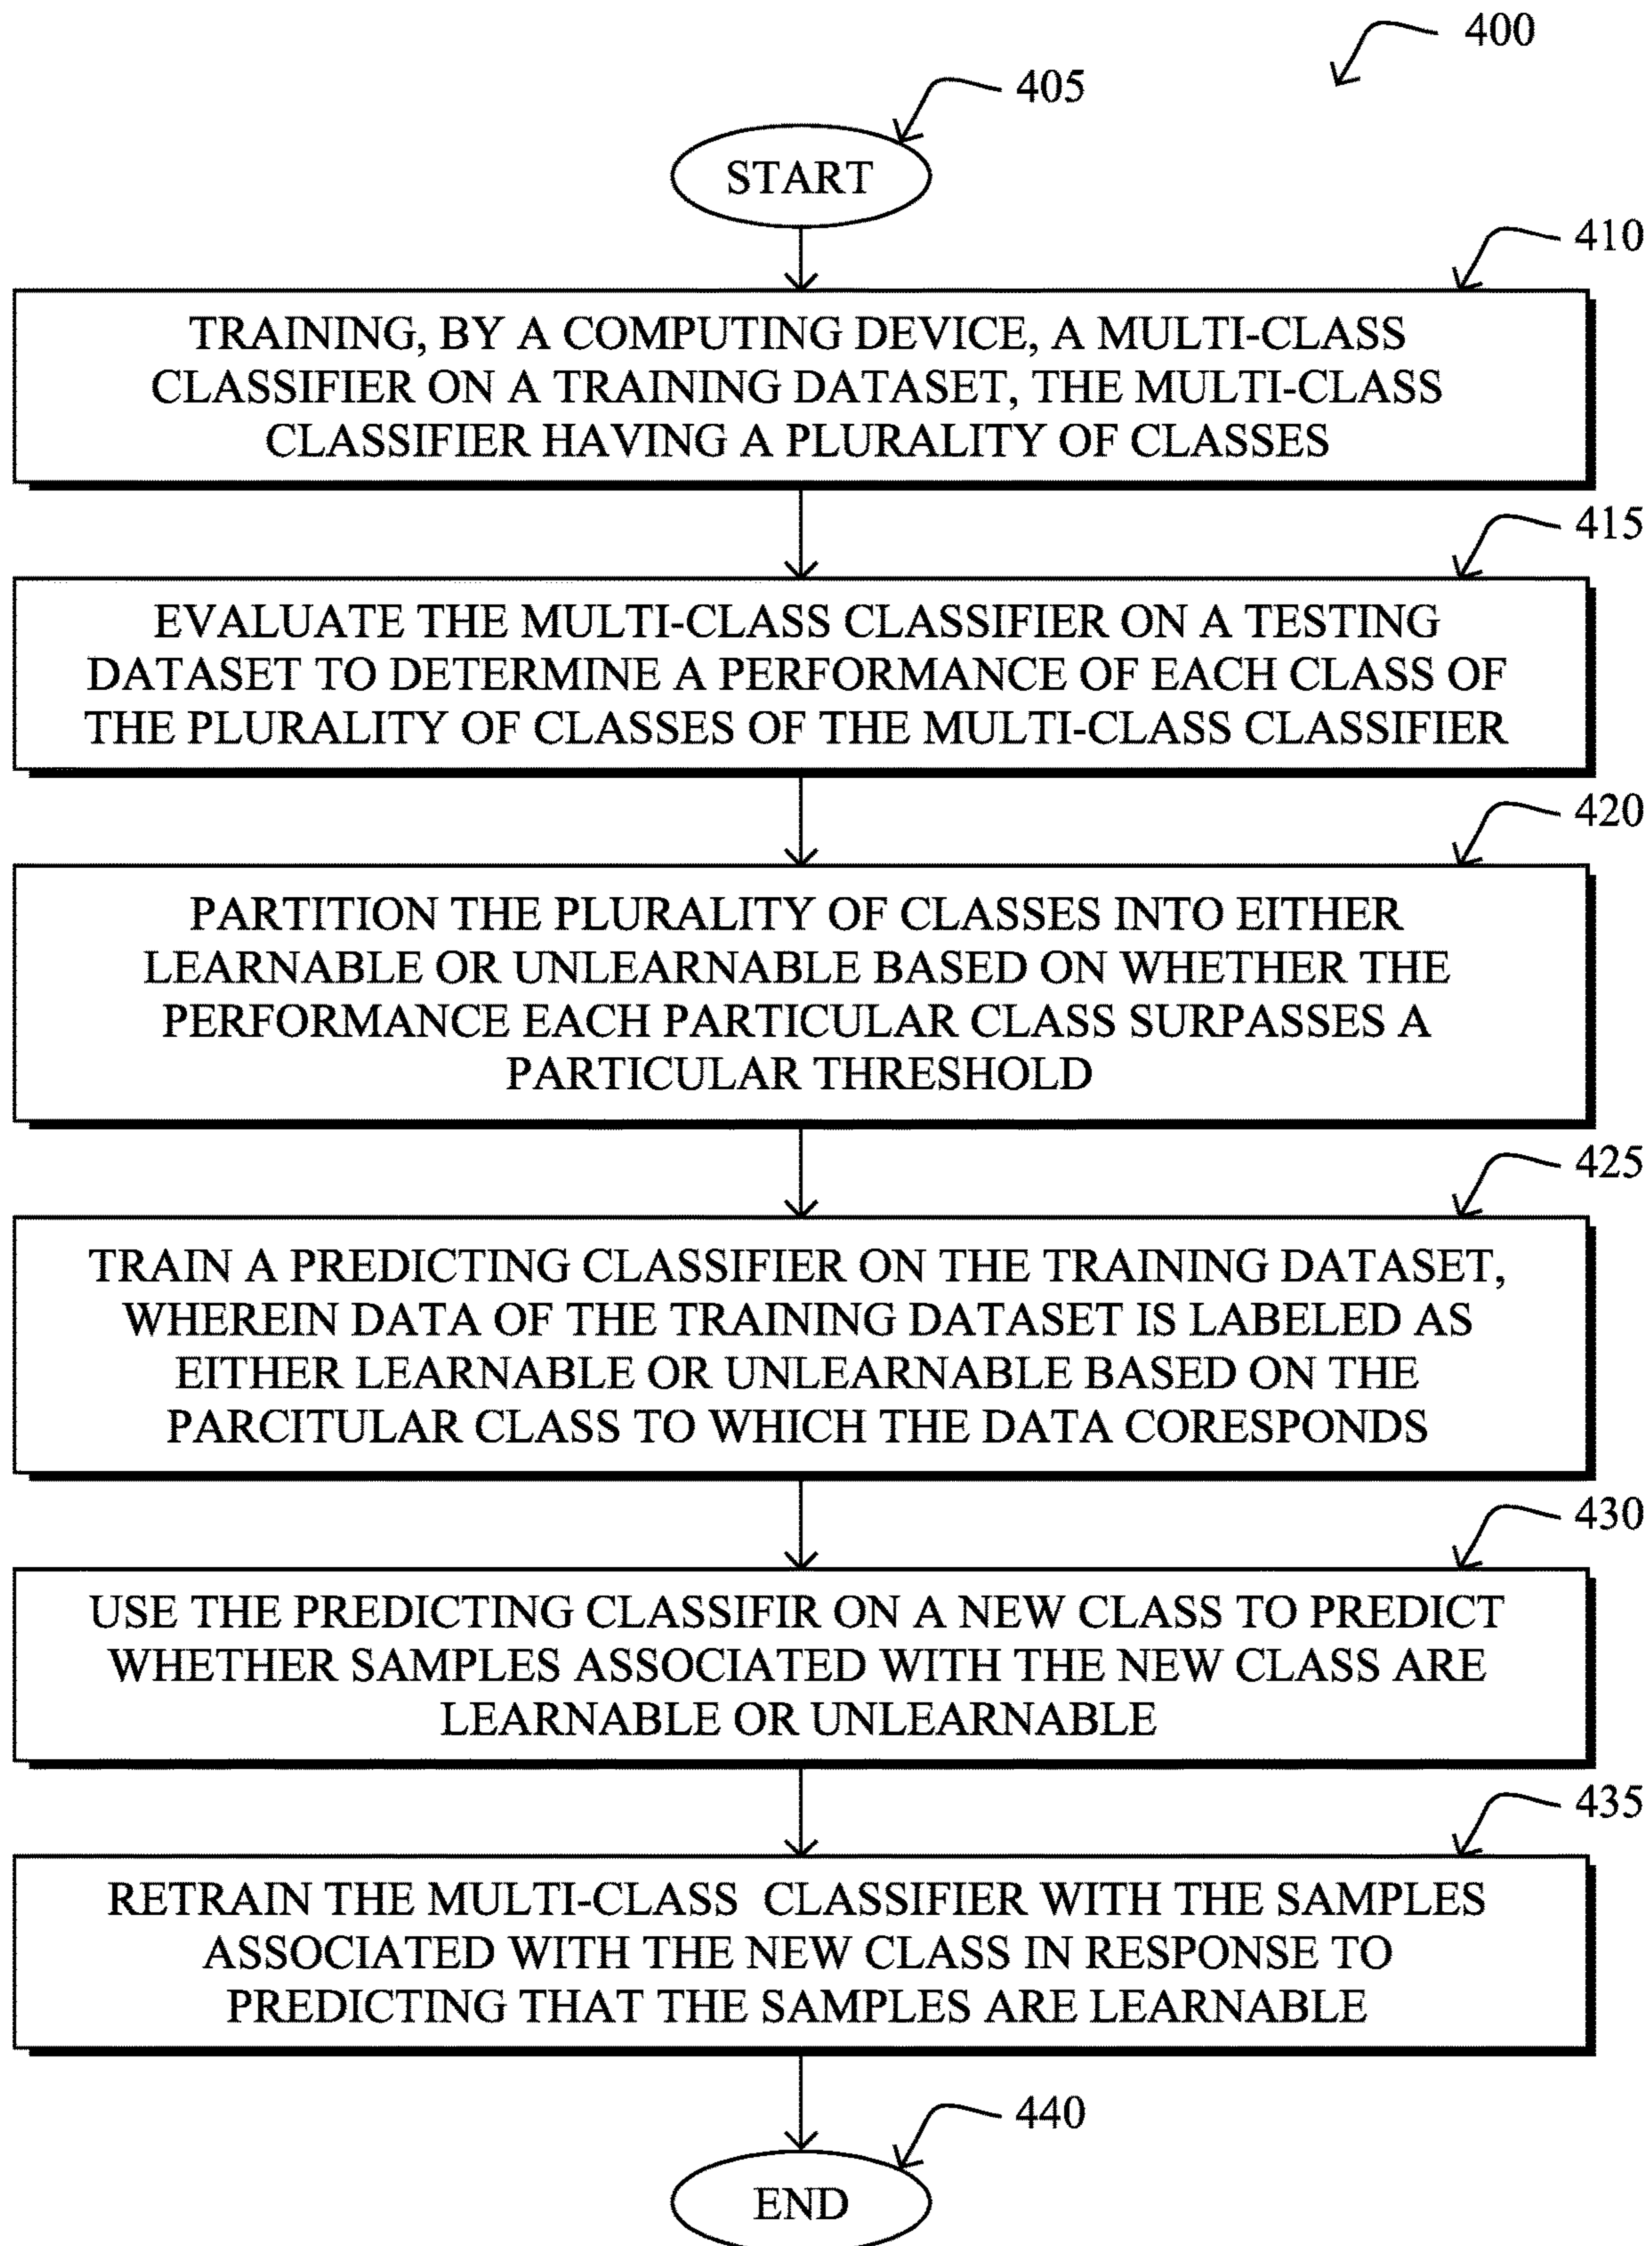 400
405
START
410
TRAINING, BY A COMPUTING DEVICE, A MULTI-CLASS
CLASSIFIER ON A TRAINING DATASET, THE MULTI-CLASS
CLASSIFIER HAVING A PLURALITY OF CLASSES
415
EVALUATE THE MULTI-CLASS CLASSIFIER ON A TESTING
DATASET TO DETERMINE A PERFORMANCE OF EACH CLASS OF
THE PLURALITY OF CLASSES OF THE MULTI-CLASS CLASSIFIER
420
PARTITION THE PLURALITY OF CLASSES INTO EITHER
LEARNABLE OR UNLEARNABLE BASED ON WHETHER THE
PERFORMANCE EACH PARTICULAR CLASS SURPASSES A
PARTICULAR THRESHOLD
425
TRAIN A PREDICTING CLASSIFIER ON THE TRAINING DATASET,
WHEREIN DATA OF THE TRAINING DATASET IS LABELED AS
EITHER LEARNABLE OR UNLEARNABLE BASED ON THE
PARCITULAR CLASS TO WHICH THE DATA CORESPONDS
430
USE THE PREDICTING CLASSIFIR ON A NEW CLASS TO PREDICT
WHETHER SAMPLES ASSOCIATED WITH THE NEW CLASS ARE
LEARNABLE OR UNLEARNABLE
435
RETRAIN THE MULTI-CLASS CLASSIFIER WITH THE SAMPLES
ASSOCIATED WITH THE NEW CLASS IN RESPONSE TO
PREDICTING THAT THE SAMPLES ARE LEARNABLE
440
END